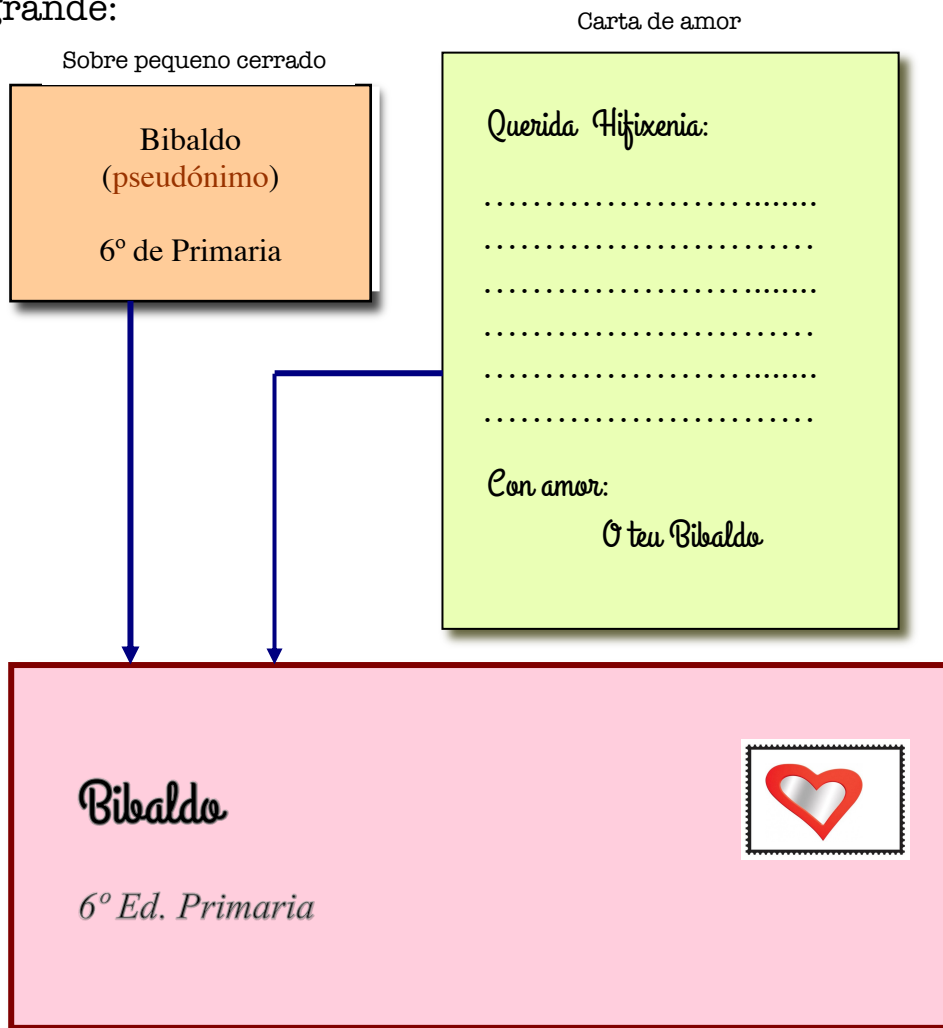 grande:
Carta de amor
Sobre pequeno cerrado
Bibaldo
(pseudónimo)
6º de Primaria
Querida Hifixenia:
……………………........
…………………………
……………………........
…………………………
……………………........
…………………………
Con amor:
O teu Bibaldo
Bibaldo
6º Ed. Primaria